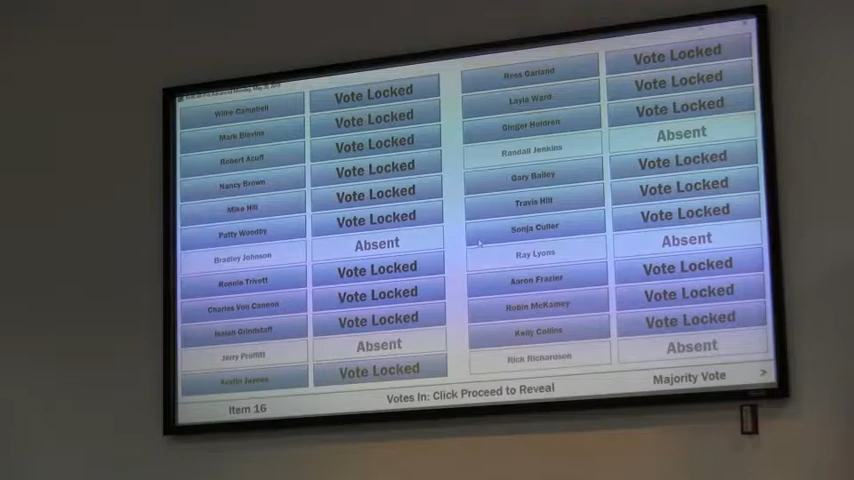 Willie Campbell Vote Locked
Mark Blevins Vote Locked
Robert Acuff Vote Locked
Nancy Brown Vote Locked
Mike Hill Vote Locked
Patty Woodby Vote Locked
Bradley Johnson Absent
Ronnie Trivett Vote Locked
Charles Von Cannon Vote Locked
Isaiah Grindstaff Vote Locked
Jerry Proffitt Absent
Vote Locked
Ross Garland Vote Locked
Layla Ward Vote Locked
Ginger Holdren Vote Locked
Randall Jenkins Absent
Gary Bailey Vote Locked
Travis Hill Vote Locked
Sonja Culler Vote Locked
Ray Lyons Absent
Aaron Frazier Vote Locked
Robin McKamey Vote Locked
Kelly Collins Vote Locked
Rick Richardson Absent
Item 16 Votes In: Click Proceed to Reveal Majority Vote >